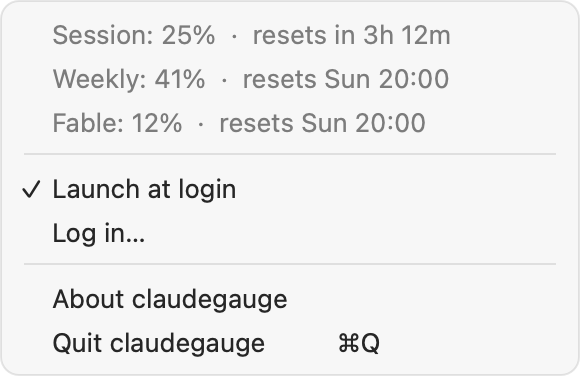 Session: 25% · resets in 3h 12m
Weekly: 41% · resets Sun 20:00
Fable: 12% · resets Sun 20:00
✓ Launch at login
Log in...
About claudegauge
Quit claudegauge ⌘Q